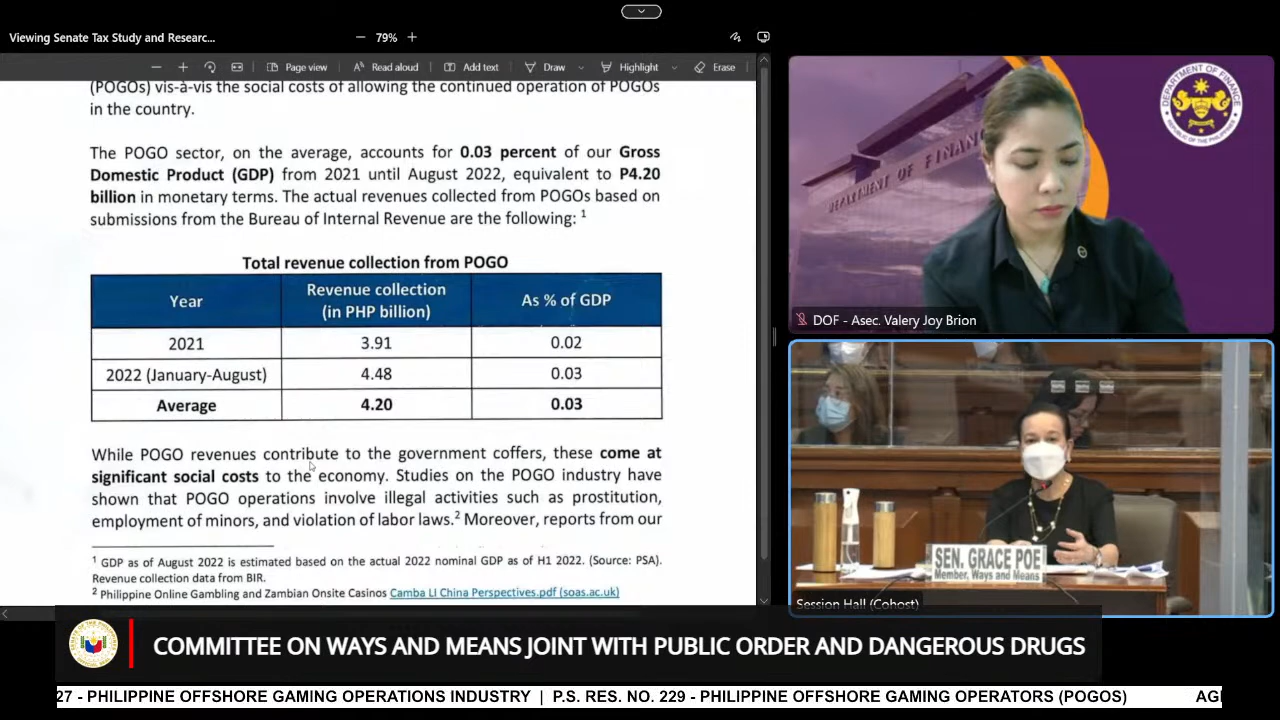 Viewing Senate Tax Study and Researc...
79%
Page view
Read aloud
Add text
Draw
Highlight
Erase
(POGOs) vis-à-vis the social costs of allowing the continued operation of POGOs
in the country.
The POGO sector, on the average, accounts for 0.03 percent of our Gross
Domestic Product (GDP) from 2021 until August 2022, equivalent to P4.20
billion in monetary terms. The actual revenues collected from POGOs based on
submissions from the Bureau of Internal Revenue are the following: 1
Total revenue collection from POGO
Year
Revenue collection
(in PHP billion)
As % of GDP
2021
3.91
0.02
2022 (January-August)
4.48
0.03
Average
4.20
0.03
While POGO revenues contribute to the government coffers, these come at
significant social costs to the economy. Studies on the POGO industry have
shown that POGO operations involve illegal activities such as prostitution,
employment of minors, and violation of labor laws.2 Moreover, reports from our
1 GDP as of August 2022 is estimated based on the actual 2022 nominal GDP as of H1 2022. (Source: PSA).
Revenue collection data from BIR.
2 Philippine Online Gambling and Zambian Onsite Casinos Camba LI China Perspectives.pdf (soas.ac.uk)
DEPARTMENT OF FINANC
DEPARTMENT OF FINANCE
REPUBLIC OF THE PHILIPPINES
DOF - Asec. Valery Joy Brion
SEN. GRACE POE
Member, Ways and Means
Session Hall (Cohost)
COMMITTEE ON WAYS AND MEANS JOINT WITH PUBLIC ORDER AND DANGEROUS DRUGS
27 - PHILIPPINE OFFSHORE GAMING OPERATIONS INDUSTRY | P.S. RES. NO. 229 - PHILIPPINE OFFSHORE GAMING OPERATORS (POGOS)